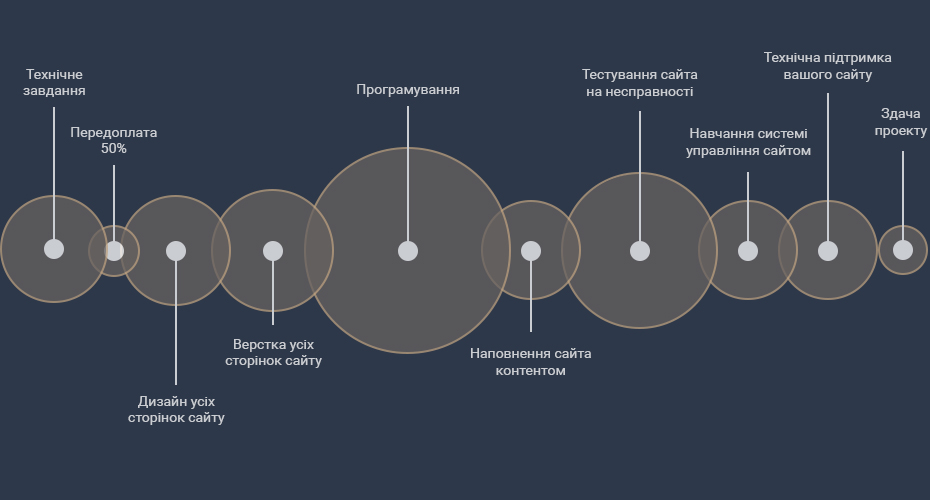 Технічне
завдання
Передоплата
50%
Дизайн усіх
сторінок сайту
Верстка усіх
сторінок сайту
Програмування
Наповнення сайта
контентом
Тестування сайта
на несправності
Навчання системі
управління сайтом
Технічна підтримка
вашого сайту
Здача
проекту